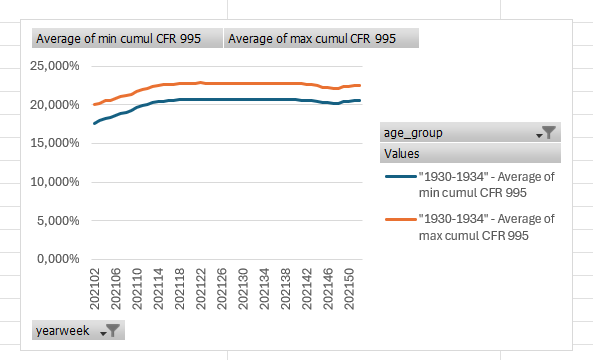 Average of min cumul CFR 995 Average of max cumul CFR 995
25,000%
20,000%
15,000%
10,000%
5,000%
0,000%
202102 202106 202110 202114 202118 202122 202126 202130 202134 202138 202142 202146 202150
age_group
Values
"1930-1934" - Average of
min cumul CFR 995
"1930-1934" - Average of
max cumul CFR 995
yearweek